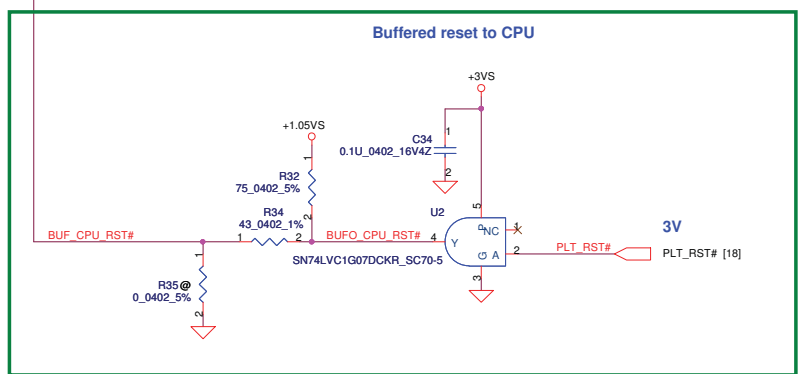 Buffered reset to CPU
+3VS
+1.05VS
1
C34
0.1U_0402_16V4Z
2
1
R32
75_0402_5%
2
5
U2
P
NC
1
3V
R34
43_0402_1%
BUF_CPU_RST#
1
2
BUFO_CPU_RST#
4
Y
G
A
2
PLT_RST#
PLT_RST# [18]
SN74LVC1G07DCKR_SC70-5
3
1
R35@
0_0402_5%
2